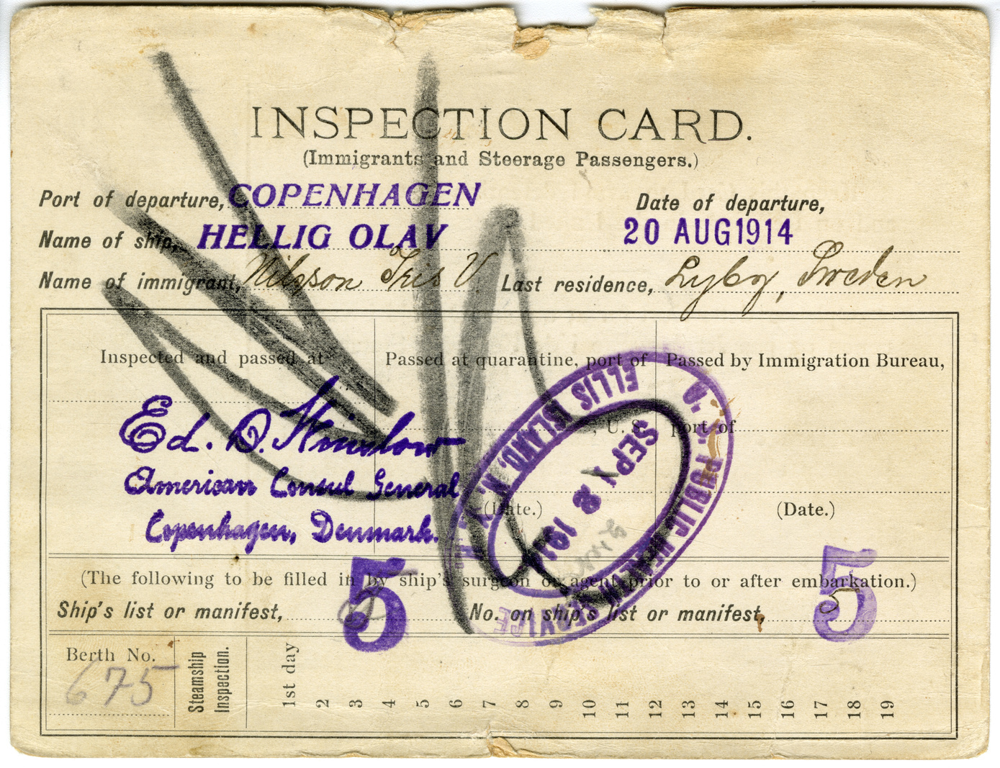 INSPECTION CARD.
(Immigrants and Steerage Passengers.)
Port of departure, COPENHAGEN
Date of departure,
Name of ship, HELLIG OLAV
20 AUG 1914
Name of immigrant, Nilsson Iris V. Last residence, Lyby, Sweden
Inspected and passed at
Passed at quarantine, port of
Passed by Immigration Bureau,
, U. S.
port of
Ed. D. Winslow
American Consul General
Copenhagen, Denmark.
(Date.)
(Date.)
U. S. PUBLIC HEALTH SERVICE
ELLIS ISLAND, N. Y.
SEP 1 2 191
(The following to be filled in by ship's surgeon or agent prior to or after embarkation.)
Ship's list or manifest, 5
No. on ship's list or manifest, 5 5
Berth No.
675
Steamship Inspection.
1st day 2 3 4 5 6 7 8 9 10 11 12 13 14 15 16 17 18 19